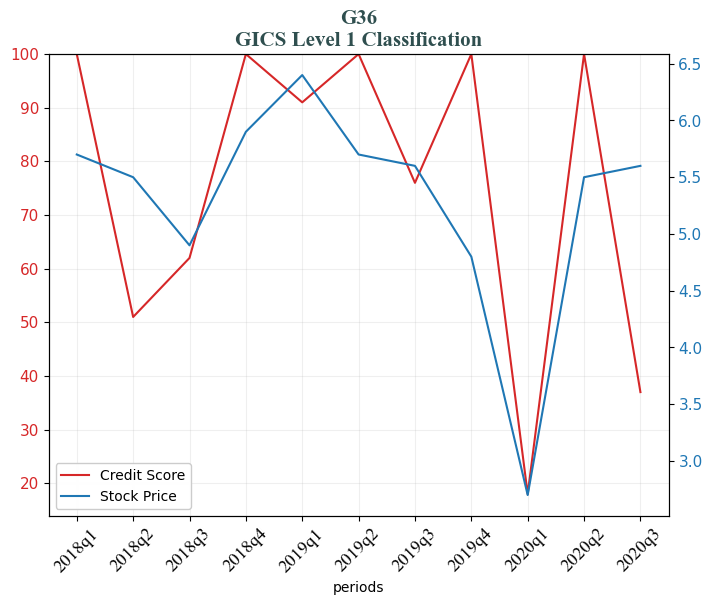 G36
GICS Level 1 Classification
100
90
80
70
60
50
40
30
20
6.5
6.0
5.5
5.0
4.5
4.0
3.5
3.0
Credit Score
Stock Price
2018q1
2018q2
2018q3
2018q4
2019q1
2019q2
2019q3
2019q4
2020q1
2020q2
2020q3
periods